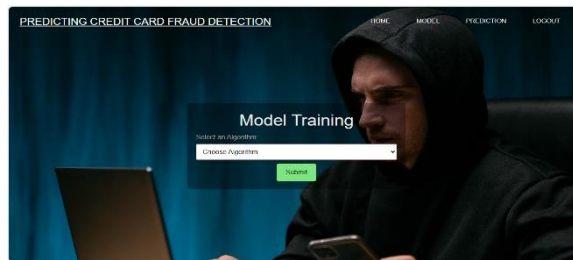 PREDICTING CREDIT CARD FRAUD DETECTION HOME MODEL PREDICTION LOGOUT
Model Training
Select an Algorithm
Choose Algorithm
Submit